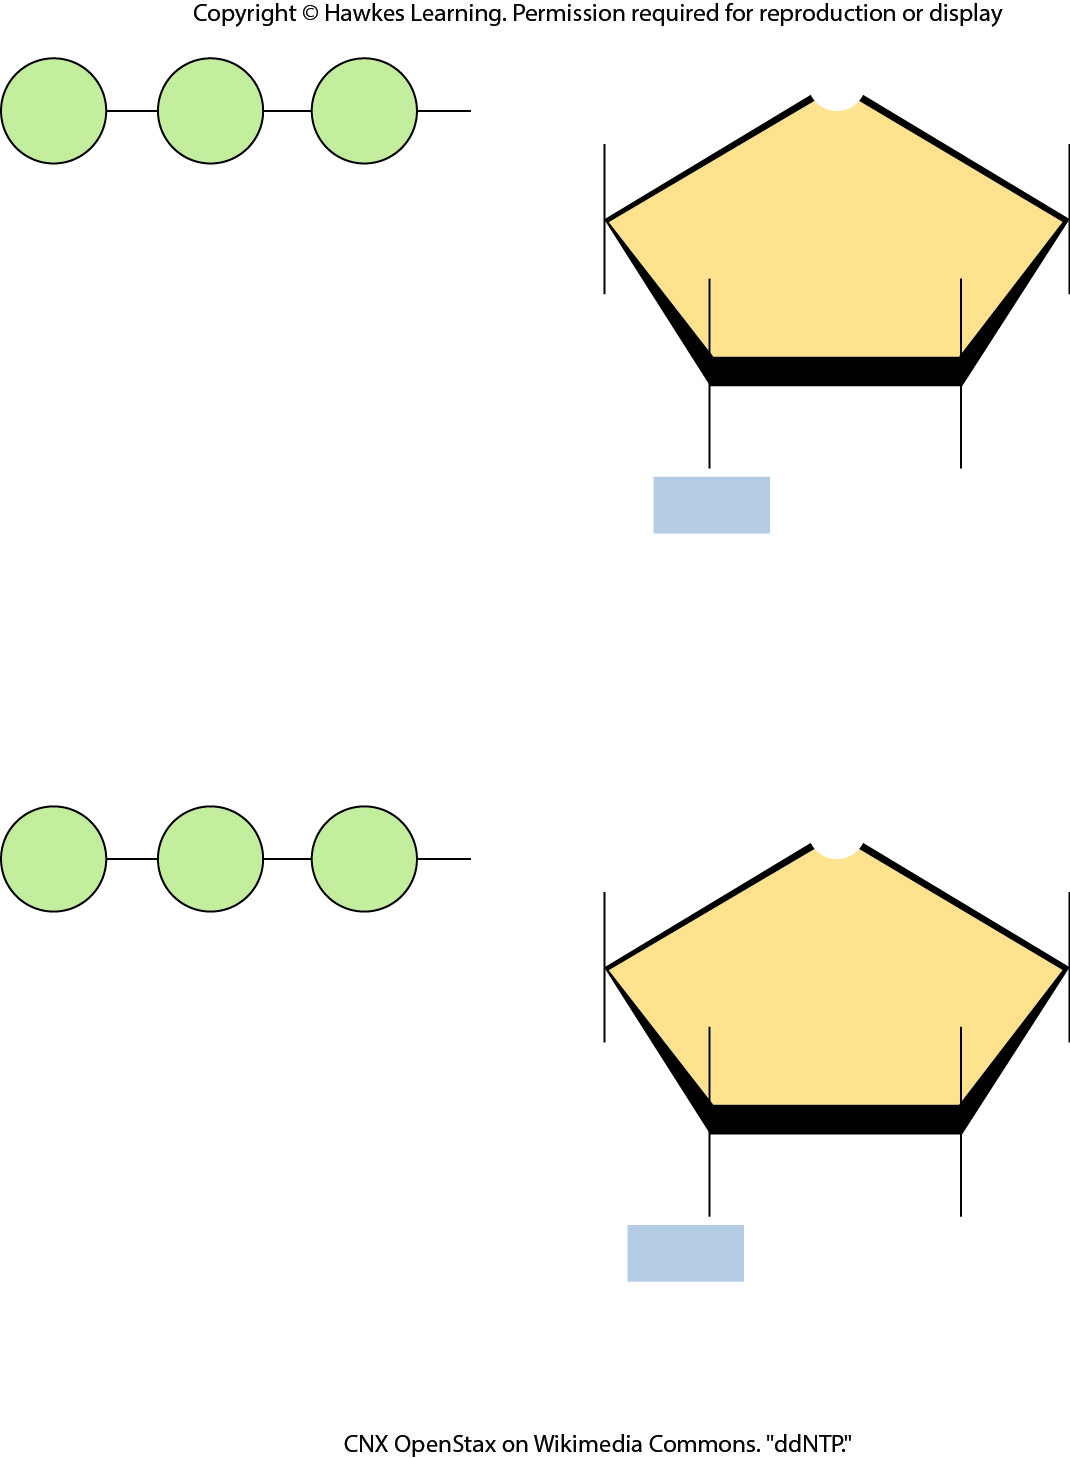 Copyright © Hawkes Learning. Permission required for reproduction or display
CNX OpenStax on Wikimedia Commons. "ddNTP."